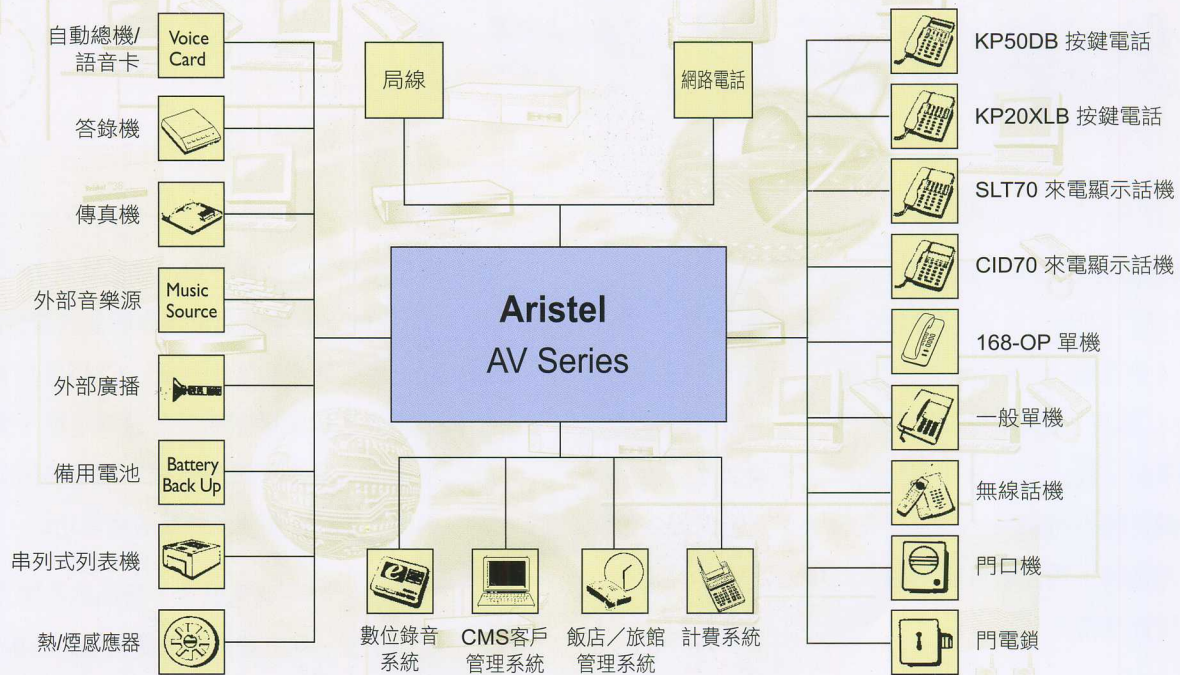 自動總機/
語音卡
Voice
Card
答錄機
傳真機
外部音樂源
Music
Source
外部廣播
備用電池
Battery
Back Up
串列式列表機
熱/煙感應器
局線
網路電話
Aristel
AV Series
數位錄音
系統
CMS客戶
管理系統
飯店／旅館
管理系統
計費系統
KP50DB 按鍵電話
KP20XLB 按鍵電話
SLT70 來電顯示話機
CID70 來電顯示話機
168-OP 單機
一般單機
無線話機
門口機
門電鎖